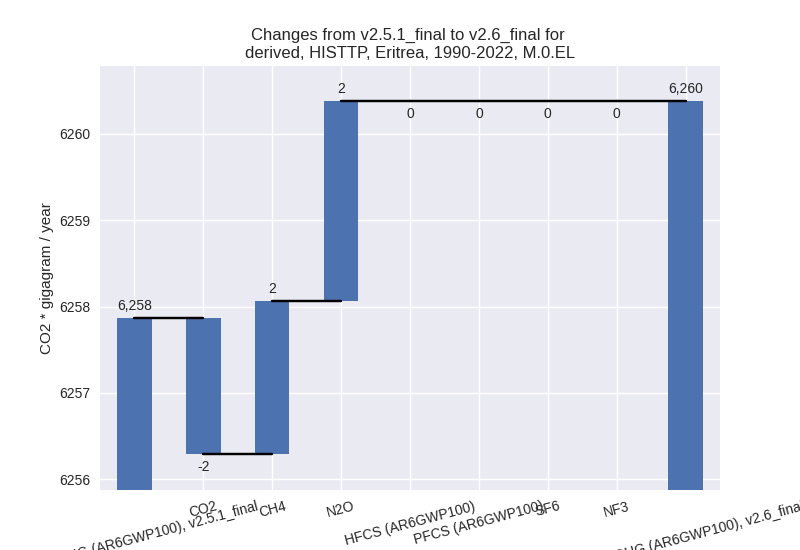 Changes from v2.5.1_final to v2.6_final for
derived, HISTTP, Eritrea, 1990-2022, M.0.EL
CO2 * gigagram / year
6260
6259
6258
6257
6256
6,258
-2
2
2
0
0
0
0
6,260
(AR6GWP100), v2.5.1_final
CO2
CH4
N2O
HFCS (AR6GWP100)
PFCS (AR6GWP100)
SF6
NF3
(AR6GWP100), v2.6_final